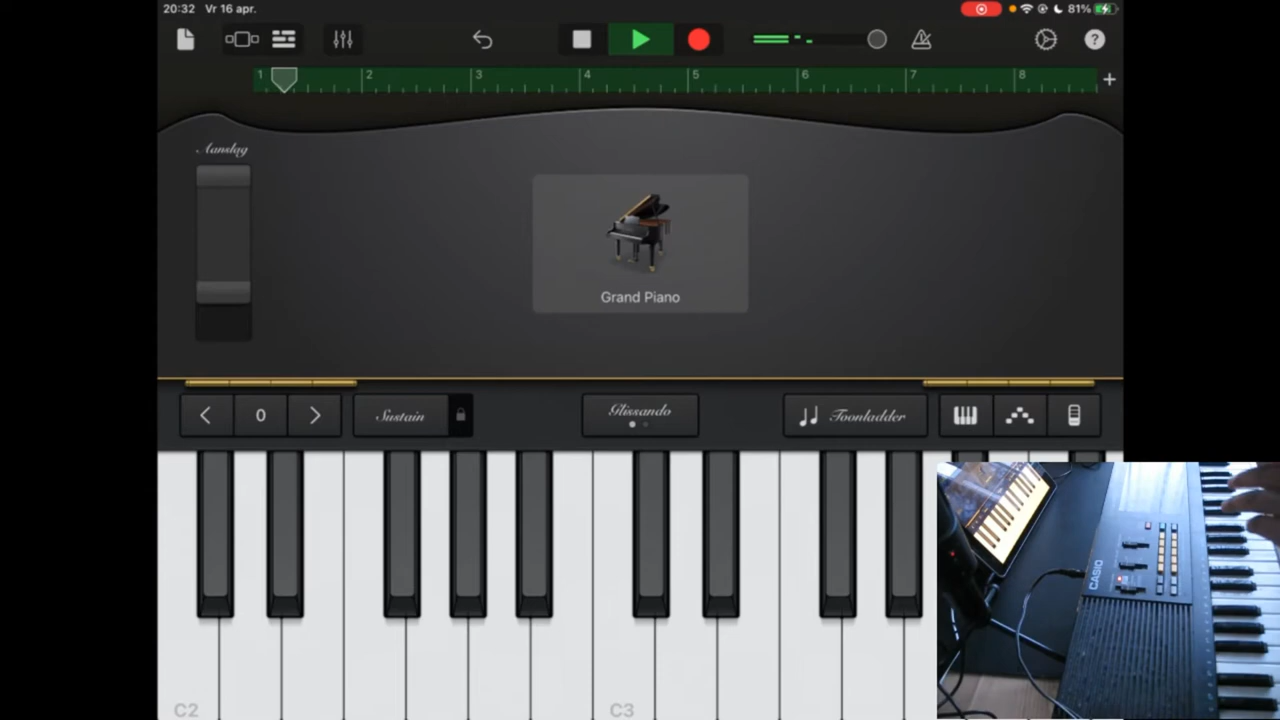 20:32 Vr 16 apr. 81%
?
1 2 3 4 5 6 7 8
Aanslag
Grand Piano
0 Sustain Glissando Toonladder
CASIO
C2 C3